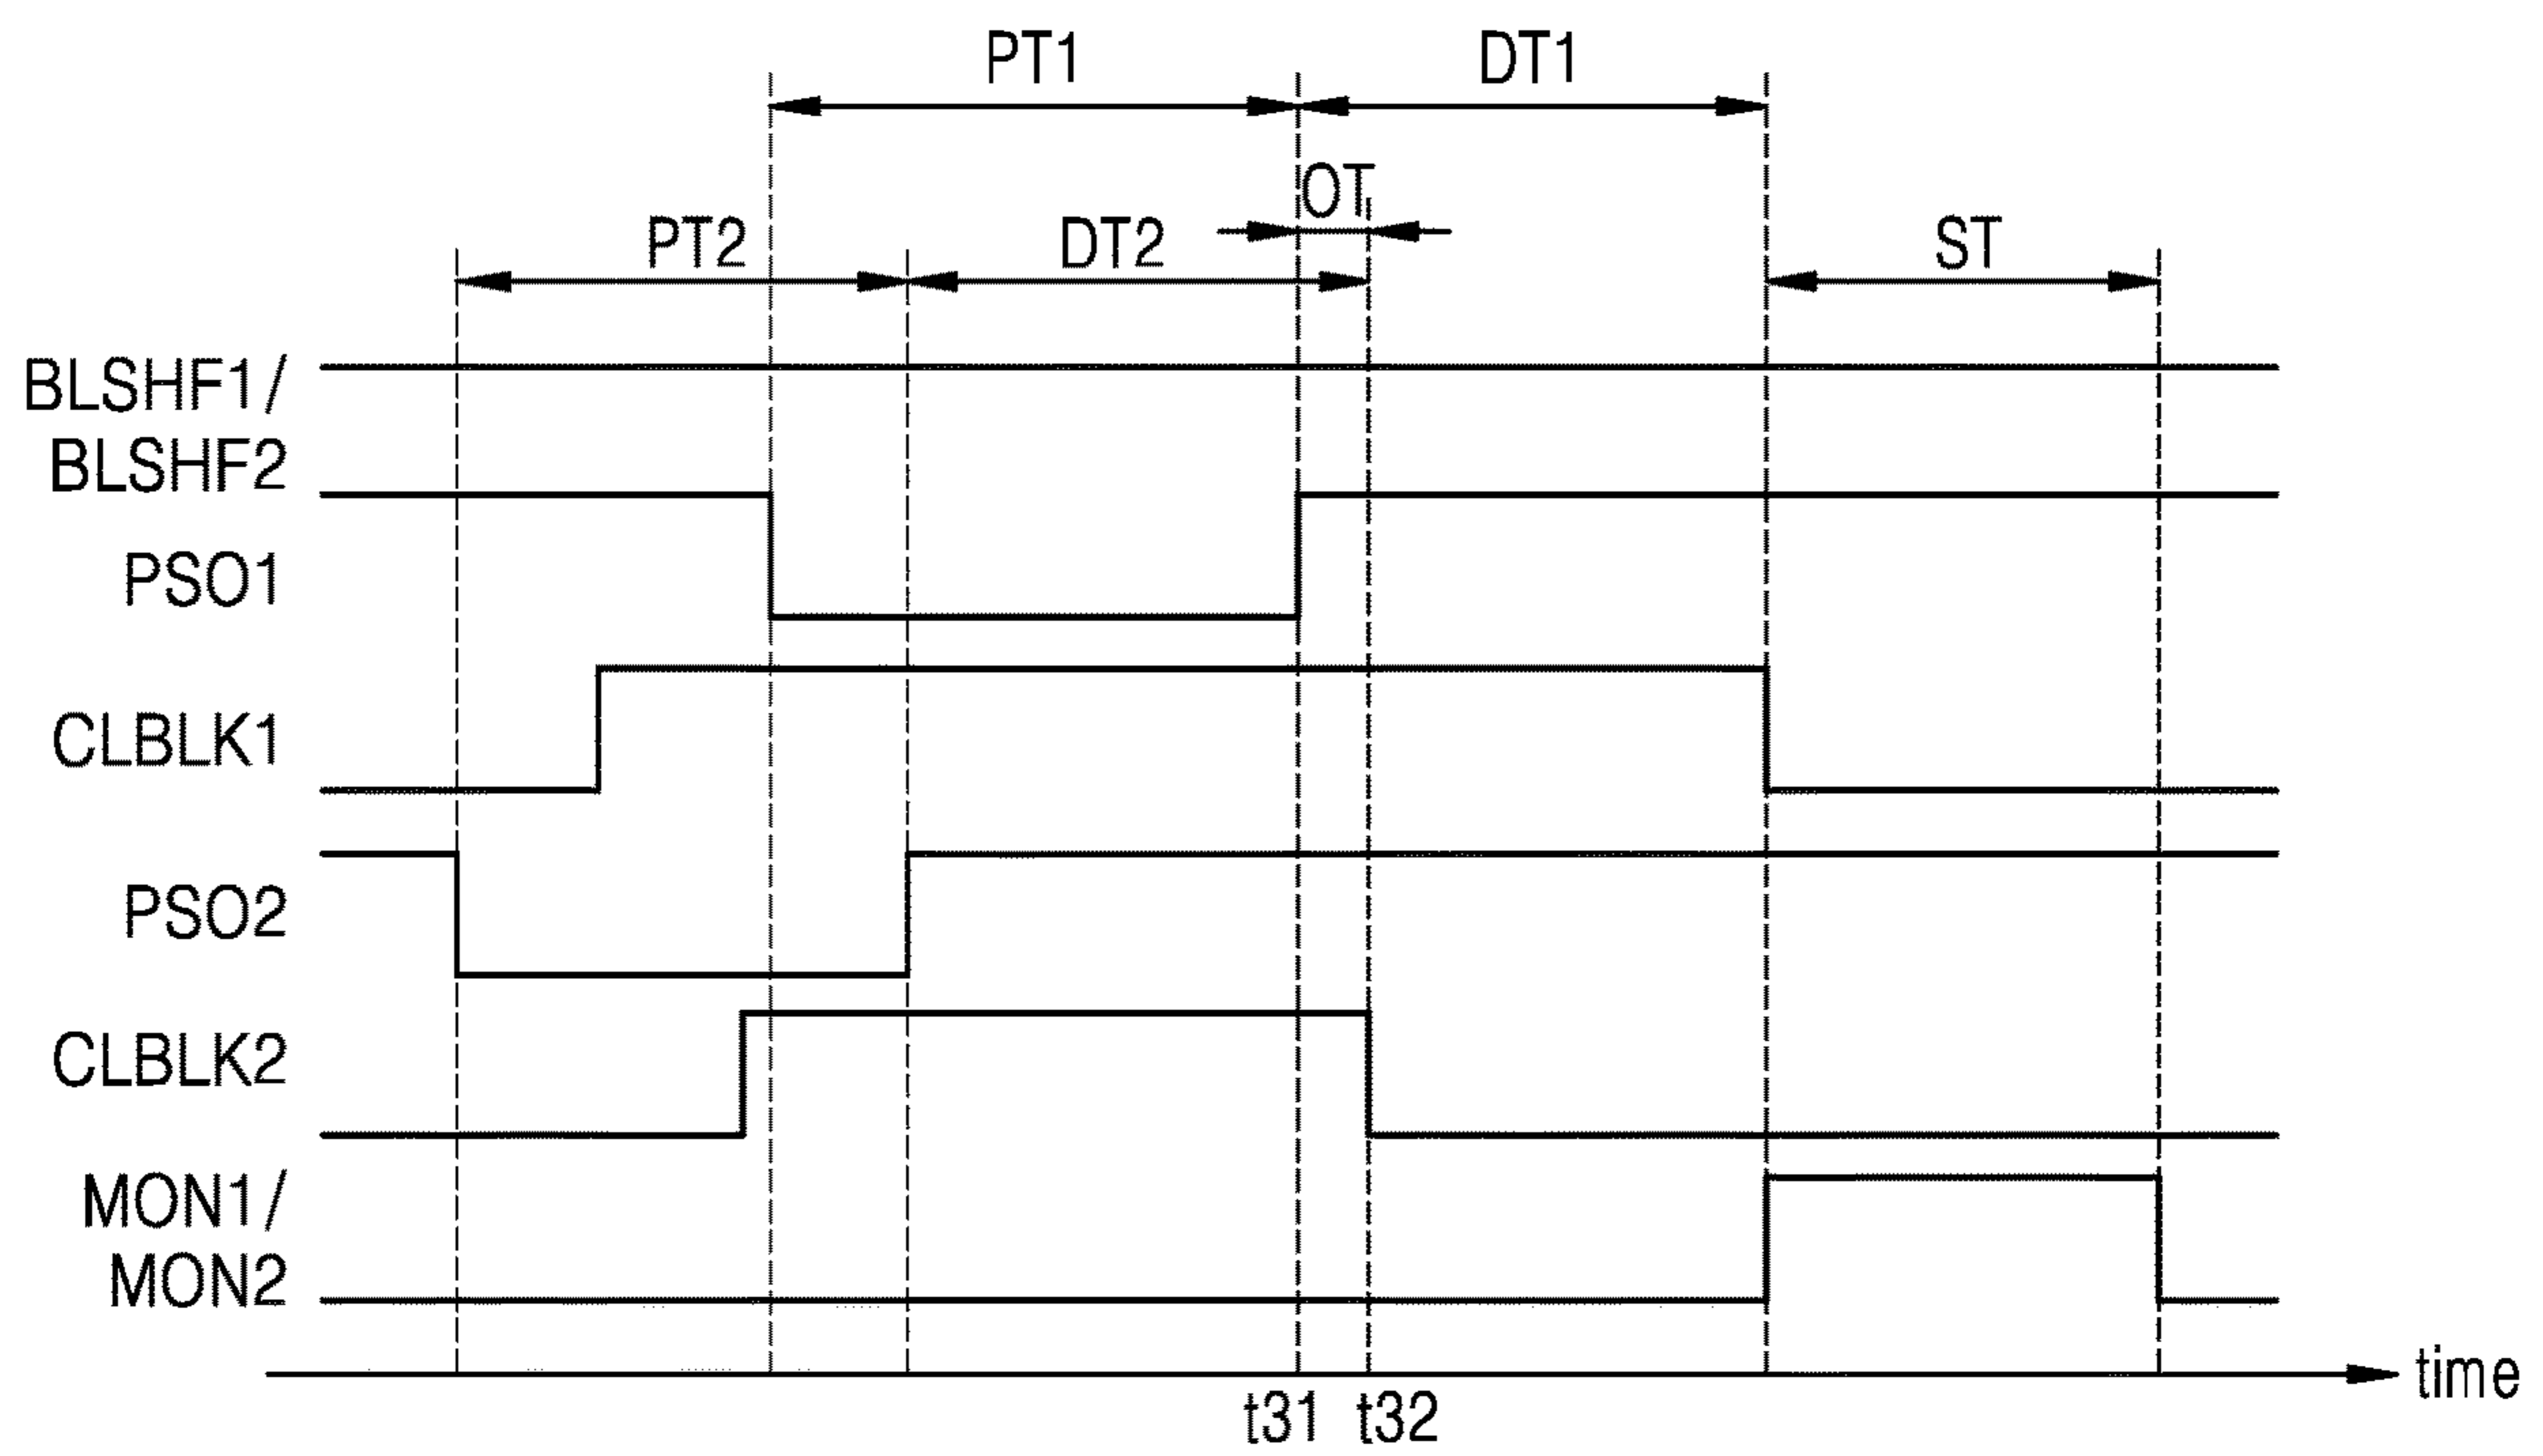 PT1 DT1
OT
PT2 DT2 ST
BLSHF1/
BLSHF2
PSO1
CLBLK1
PSO2
CLBLK2
MON1/
MON2
time
t31 t32